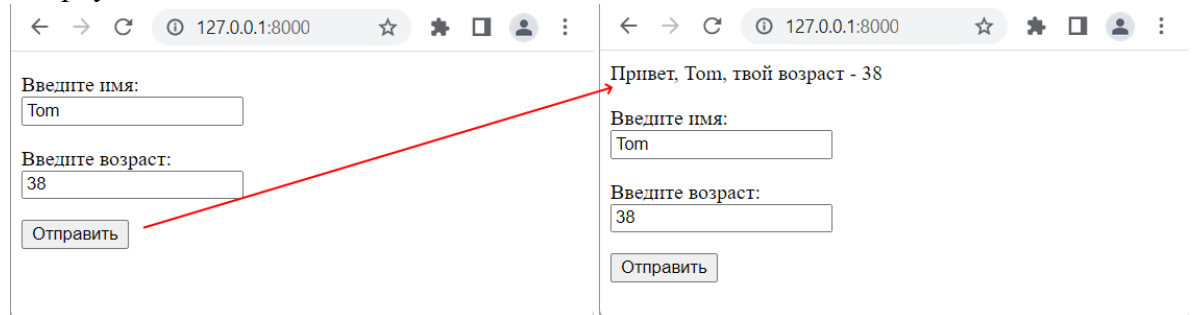 127.0.0.1:8000
Введите имя:
Tom
Введите возраст:
38
Отправить
127.0.0.1:8000
Привет, Tom, твой возраст - 38
Введите имя:
Tom
Введите возраст:
38
Отправить